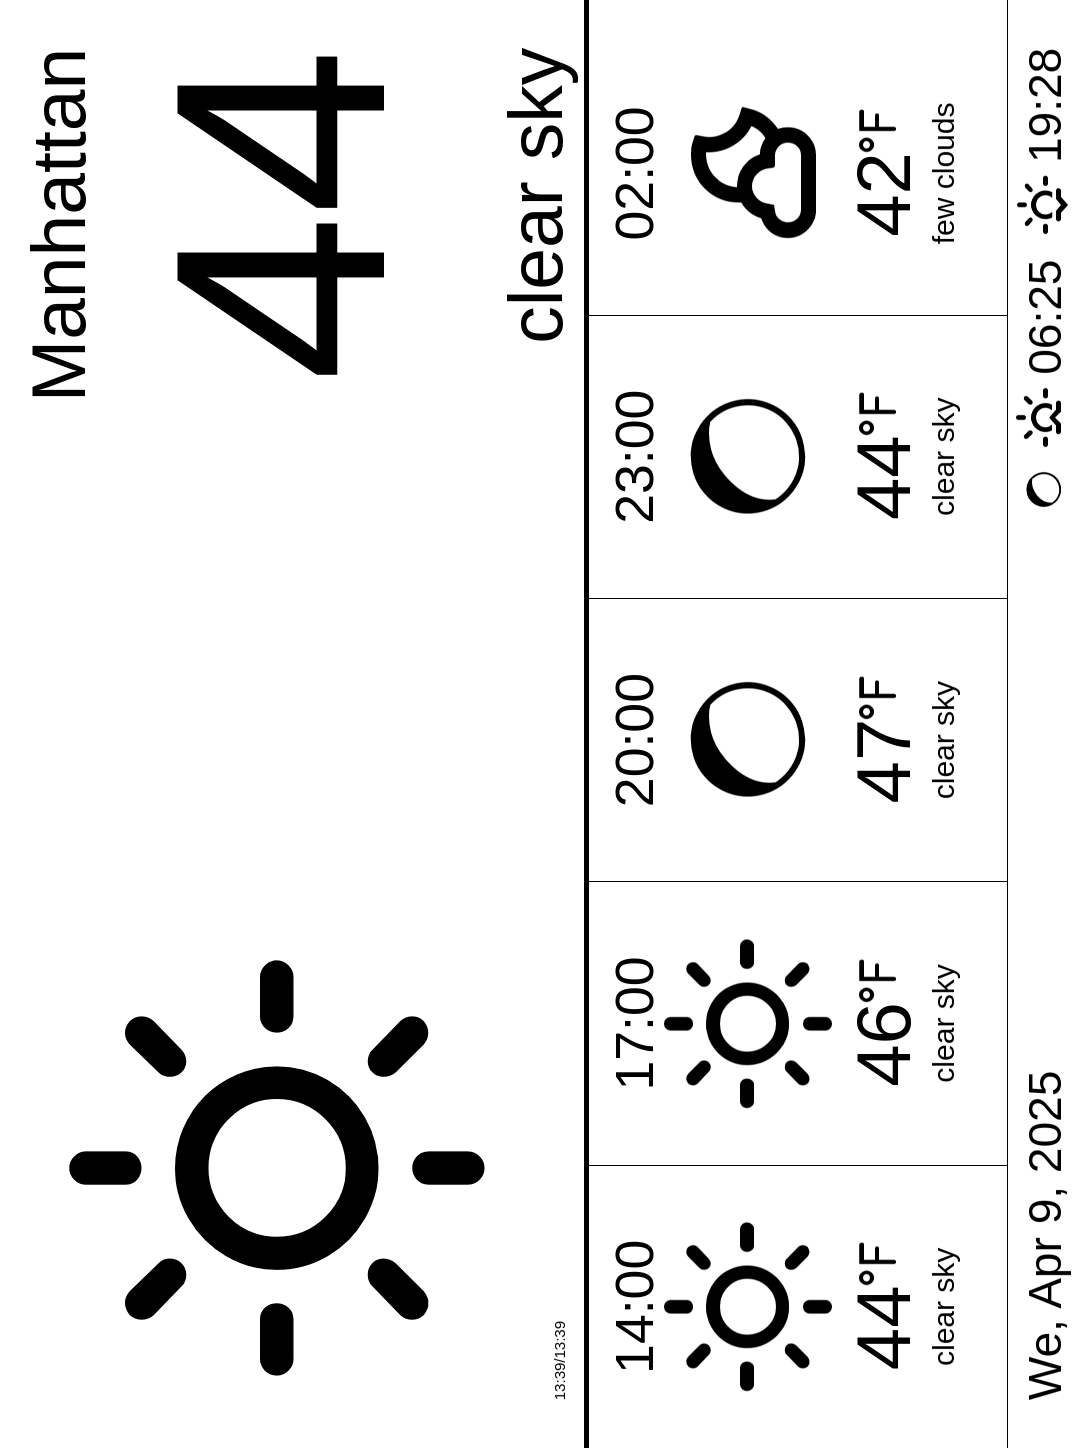 Manhattan
44
clear sky
13:39/13:39
14:00 17:00 20:00 23:00 02:00
44°F 46°F 47°F 44°F 42°F
clear sky clear sky clear sky clear sky few clouds
We, Apr 9, 2025 06:25 19:28